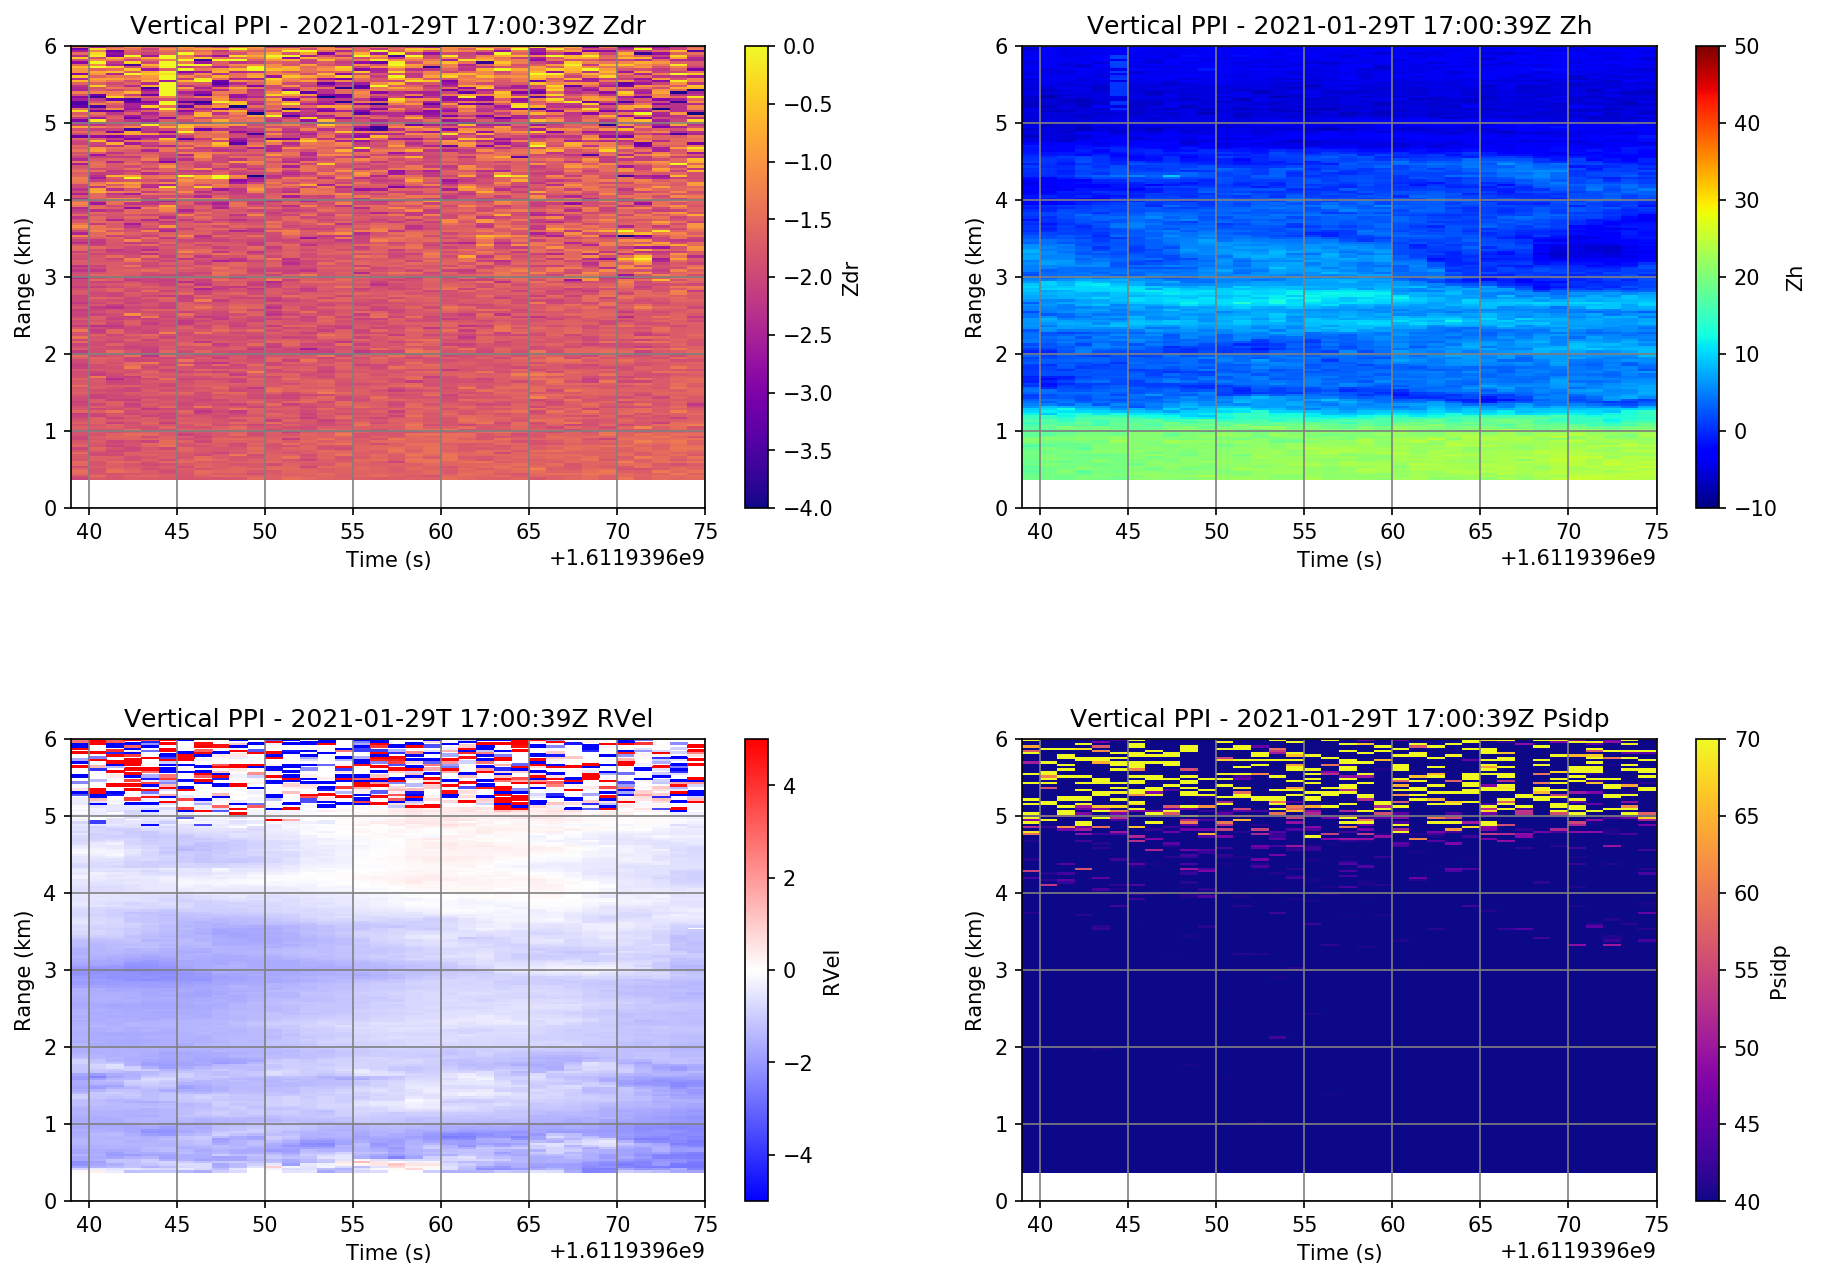 Vertical PPI - 2021-01-29T 17:00:39Z Zdr
6
5
4
3
2
1
0
Range (km)
40 45 50 55 60 65 70 75
Time (s)
+1.6119396e9
0.0
−0.5
−1.0
−1.5
−2.0
−2.5
−3.0
−3.5
−4.0
Zdr
Vertical PPI - 2021-01-29T 17:00:39Z Zh
6
5
4
3
2
1
0
Range (km)
40 45 50 55 60 65 70 75
Time (s)
+1.6119396e9
50
40
30
20
10
0
−10
Zh
Vertical PPI - 2021-01-29T 17:00:39Z RVel
6
5
4
3
2
1
0
Range (km)
40 45 50 55 60 65 70 75
Time (s)
+1.6119396e9
4
2
0
−2
−4
RVel
Vertical PPI - 2021-01-29T 17:00:39Z Psidp
6
5
4
3
2
1
0
Range (km)
40 45 50 55 60 65 70 75
Time (s)
+1.6119396e9
70
65
60
55
50
45
40
Psidp